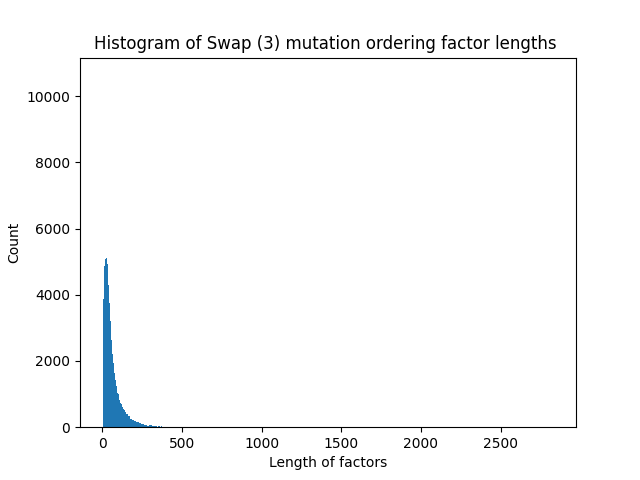 Histogram of Swap (3) mutation ordering factor lengths
10000
8000
6000
4000
2000
0
Count
0 500 1000 1500 2000 2500
Length of factors